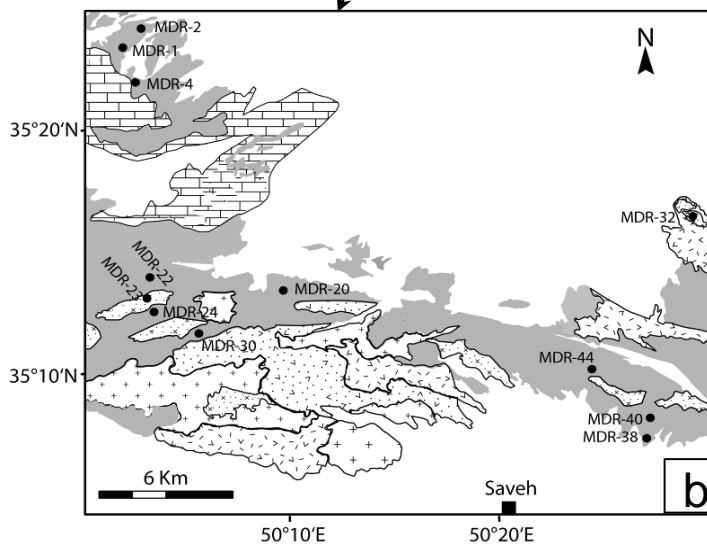 MDR-2
MDR-1
N
MDR-4
35°20′N
MDR-32
MDR-22
MDR-23
MDR-20
MDR-24
MDR-30
MDR-44
35°10′N
MDR-40
MDR-38
6 Km
Saveh
b
50°10′E
50°20′E